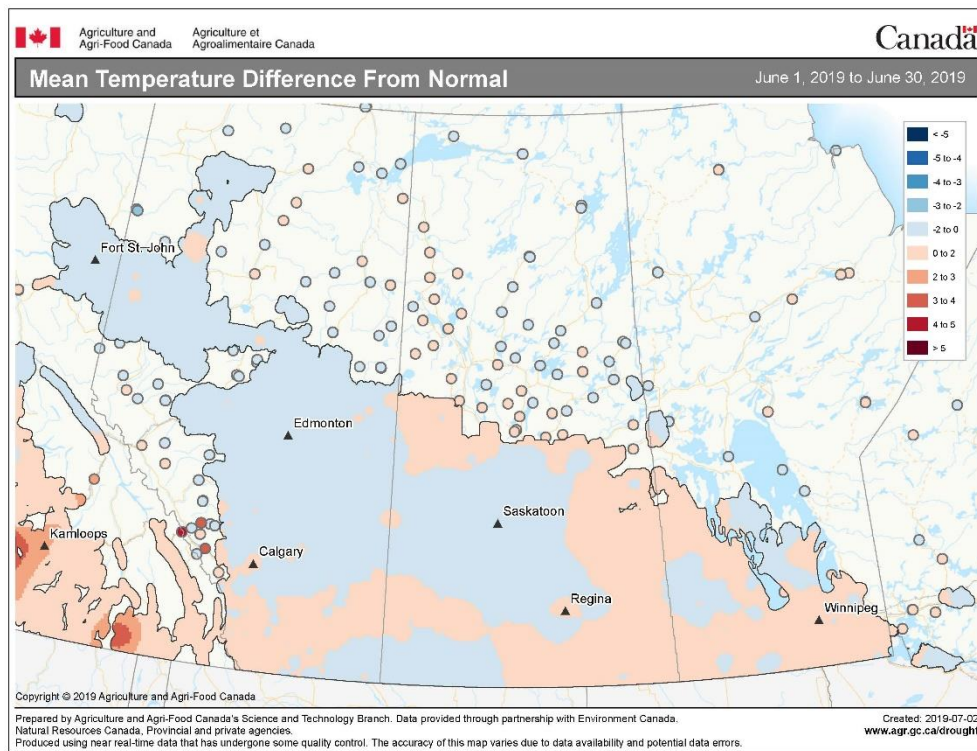 Agriculture and Agri-Food Canada
Agriculture et Agroalimentaire Canada
Canada
Mean Temperature Difference From Normal
June 1, 2019 to June 30, 2019
< -5
-5 to -4
-4 to -3
-3 to -2
-2 to 0
0 to 2
2 to 3
3 to 4
4 to 5
> 5
Fort St. John
Edmonton
Saskatoon
Kamloops
Calgary
Regina
Winnipeg
Copyright © 2019 Agriculture and Agri-Food Canada
Prepared by Agriculture and Agri-Food Canada's Science and Technology Branch. Data provided through partnership with Environment Canada.
Natural Resources Canada, Provincial and private agencies.
Produced using near real-time data that has undergone some quality control. The accuracy of this map varies due to data availability and potential data errors.
Created: 2019-07-02
www.agr.gc.ca/drought